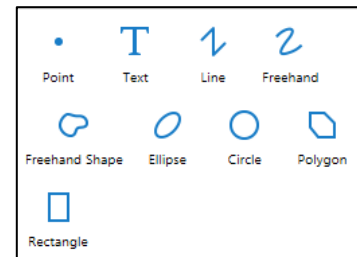 Point Text Line Freehand
Freehand Shape Ellipse Circle Polygon
Rectangle